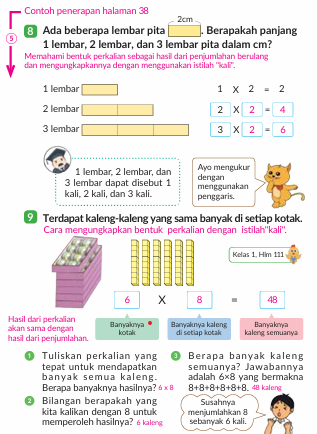 Contoh penerapan halaman 38
5
2cm
8 Ada beberapa lembar pita . Berapakah panjang
1 lembar, 2 lembar, dan 3 lembar pita dalam cm?
Memahami bentuk perkalian sebagai hasil dari penjumlahan berulang
dan mengungkapkannya dengan menggunakan istilah "kali".
1 lembar 1 X 2 = 2
2 lembar 2 X 2 = 4
3 lembar 3 X 2 = 6
1 lembar, 2 lembar, dan
3 lembar dapat disebut 1
kali, 2 kali, dan 3 kali.
Ayo mengukur
dengan
menggunakan
penggaris.
9 Terdapat kaleng-kaleng yang sama banyak di setiap kotak.
Cara mengungkapkan bentuk perkalian dengan istilah"kali".
Kelas 1, Hlm 111
6 X 8 = 48
Hasil dari perkalian
akan sama dengan
hasil dari penjumlahan.
Banyaknya
kotak
Banyaknya kaleng
di setiap kotak
Banyaknya
kaleng semuanya
1 Tuliskan perkalian yang
tepat untuk mendapatkan
banyak semua kaleng.
Berapa banyaknya hasilnya? 6 x 8
2 Bilangan berapakah yang
kita kalikan dengan 8 untuk
memperoleh hasilnya? 6 kaleng
3 Berapa banyak kaleng
semuanya? Jawabannya
adalah 6×8 yang bermakna
8+8+8+8+8+8. 48 kaleng
Susahnya
menjumlahkan 8
sebanyak 6 kali.